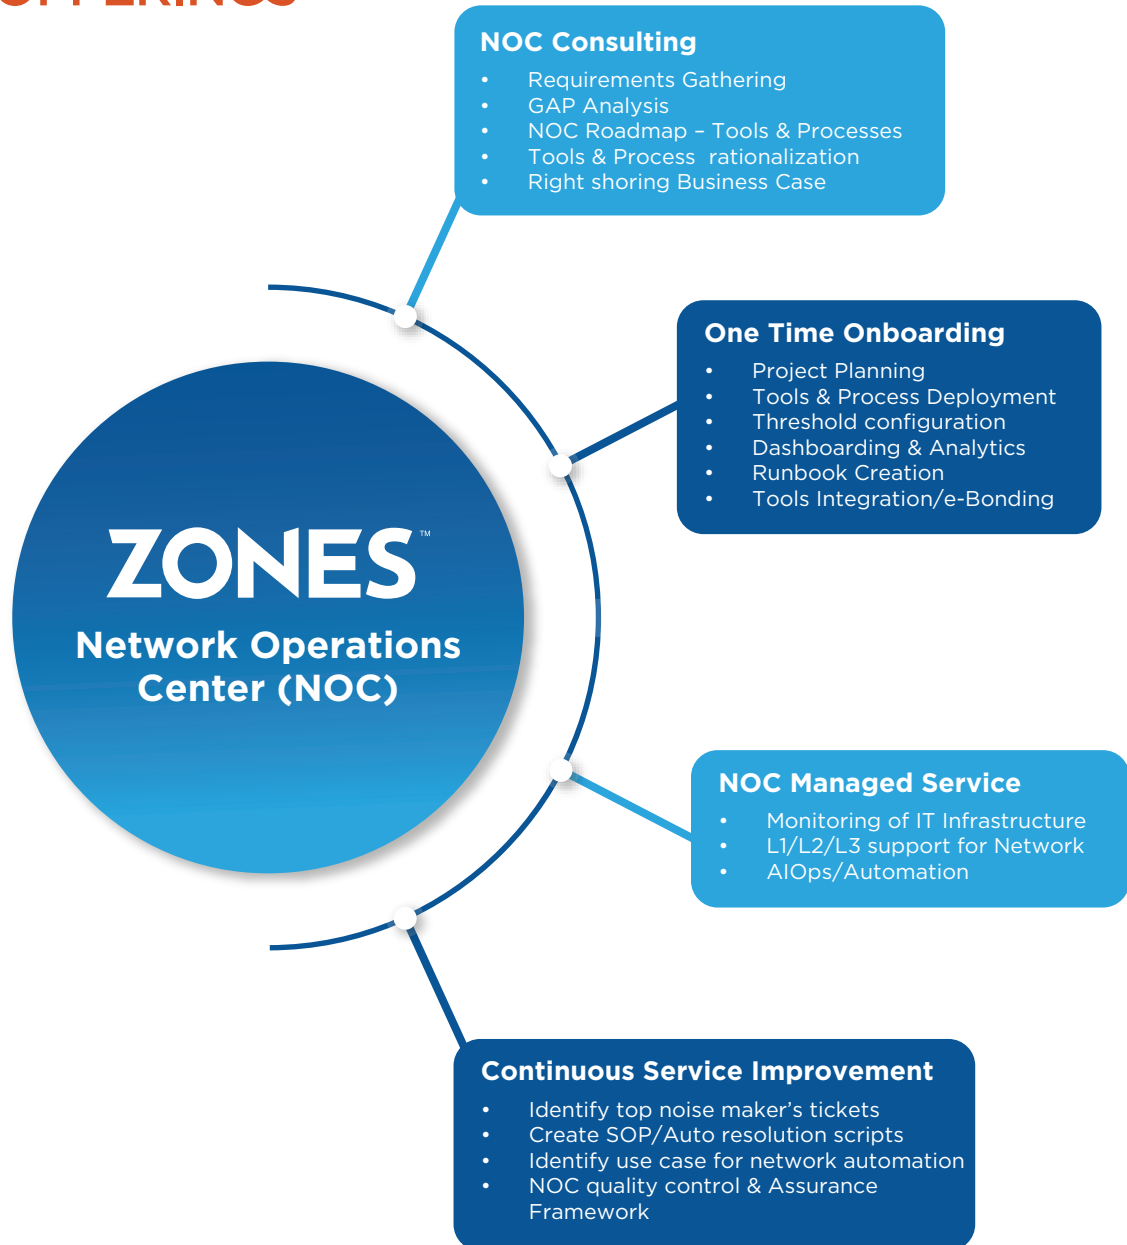 NOC Consulting
• Requirements Gathering
• GAP Analysis
• NOC Roadmap – Tools & Processes
• Tools & Process  rationalization
• Right shoring Business Case
One Time Onboarding
• Project Planning
• Tools & Process Deployment
• Threshold configuration
• Dashboarding & Analytics
• Runbook Creation
• Tools Integration/e-Bonding
ZONES™
Network Operations
Center (NOC)
NOC Managed Service
• Monitoring of IT Infrastructure
• L1/L2/L3 support for Network
• AIOps/Automation
Continuous Service Improvement
• Identify top noise maker’s tickets
• Create SOP/Auto resolution scripts
• Identify use case for network automation
• NOC quality control & Assurance
Framework